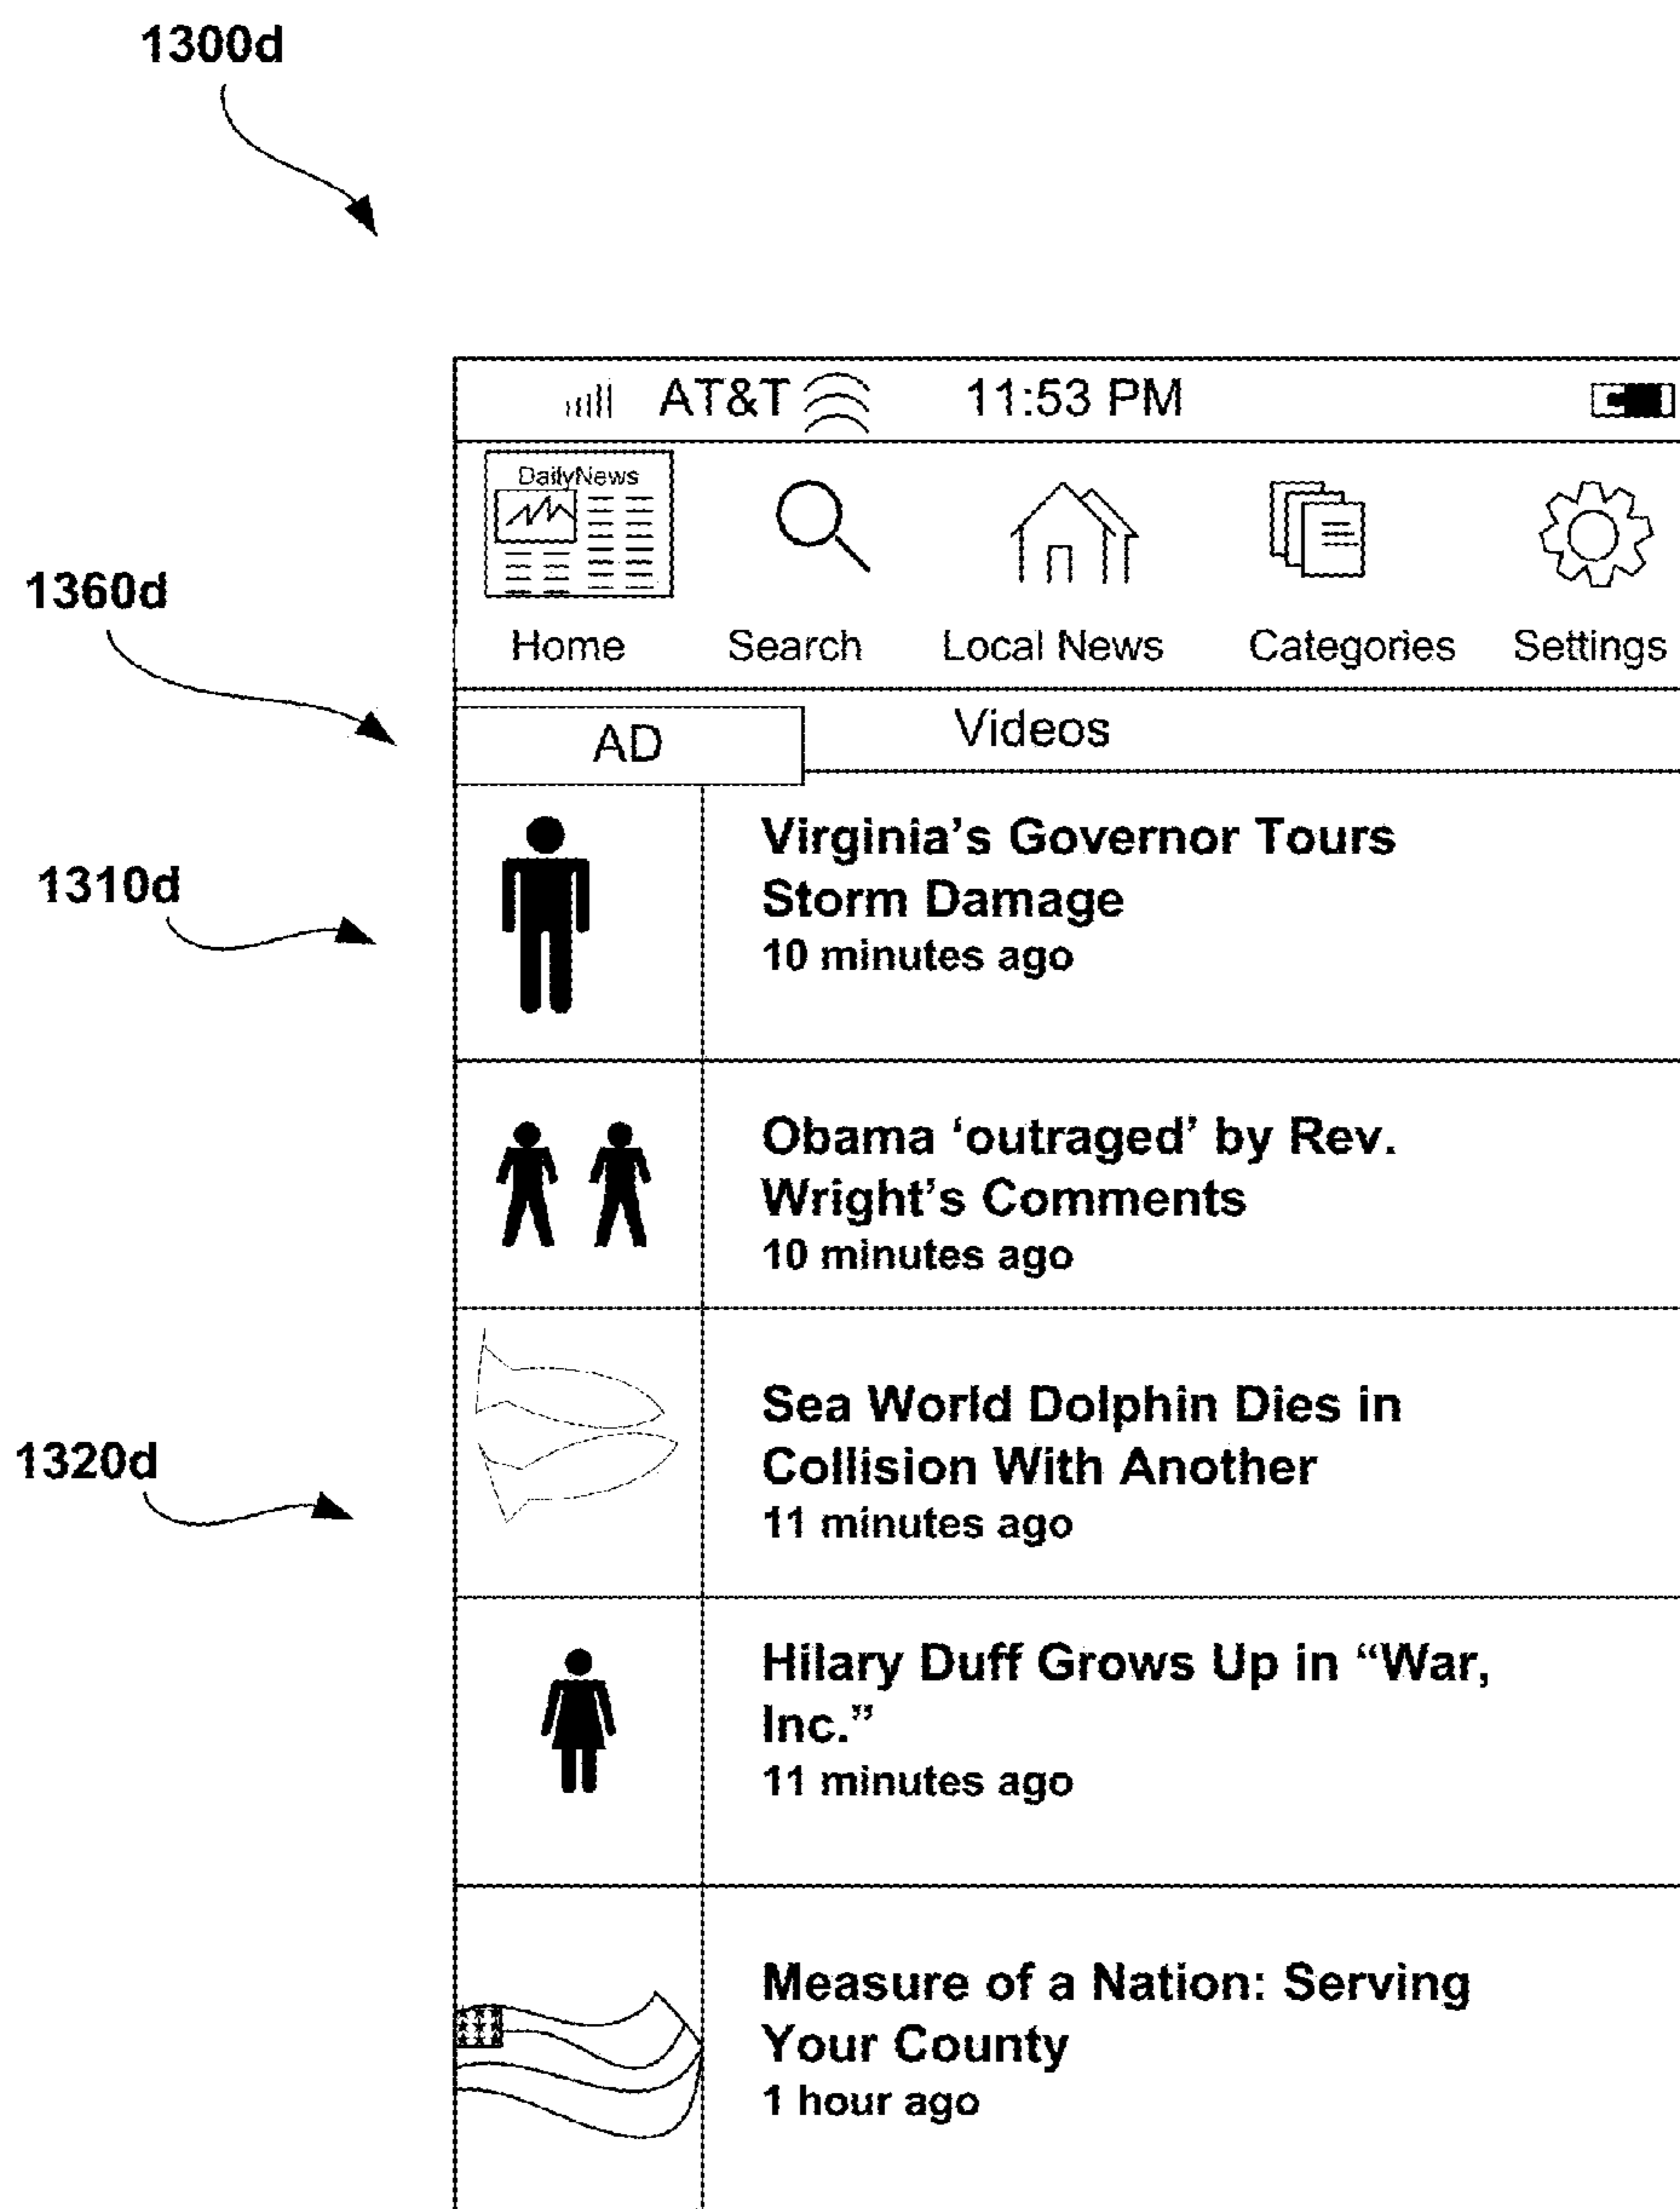 1300d
AT&T 11:53 PM
DailyNews
1360d
Home Search Local News Categories Settings
AD Videos
1310d
Virginia's Governor Tours
Storm Damage
10 minutes ago
Obama ‘outraged’ by Rev.
Wright's Comments
10 minutes ago
1320d
Sea World Dolphin Dies in
Collision With Another
11 minutes ago
Hilary Duff Grows Up in “War,
Inc.”
11 minutes ago
Measure of a Nation: Serving
Your County
1 hour ago